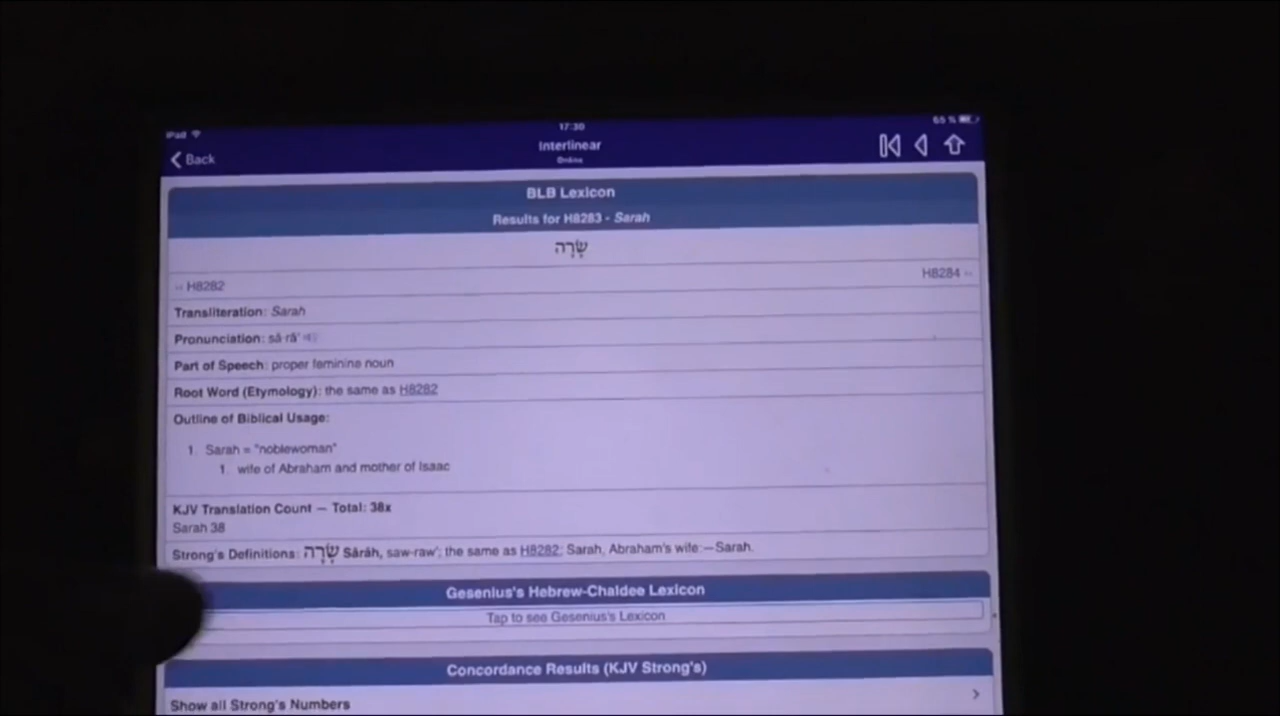 iPad
17:30
65 %
Back
Interlinear
Online
BLB Lexicon
Results for H8283 - Sarah
שָׂרָה
H8282
H8284
Transliteration: Sarah
Pronunciation: sä·rä'
Part of Speech: proper feminine noun
Root Word (Etymology): the same as H8282
Outline of Biblical Usage:
1. Sarah = "noblewoman"
1. wife of Abraham and mother of Isaac
KJV Translation Count — Total: 38x
Sarah 38
Strong's Definitions: שָׂרָה Sârâh, saw-raw'; the same as H8282; Sarah, Abraham's wife:—Sarah.
Gesenius's Hebrew-Chaldee Lexicon
Tap to see Gesenius's Lexicon
Concordance Results (KJV Strong's)
Show all Strong's Numbers